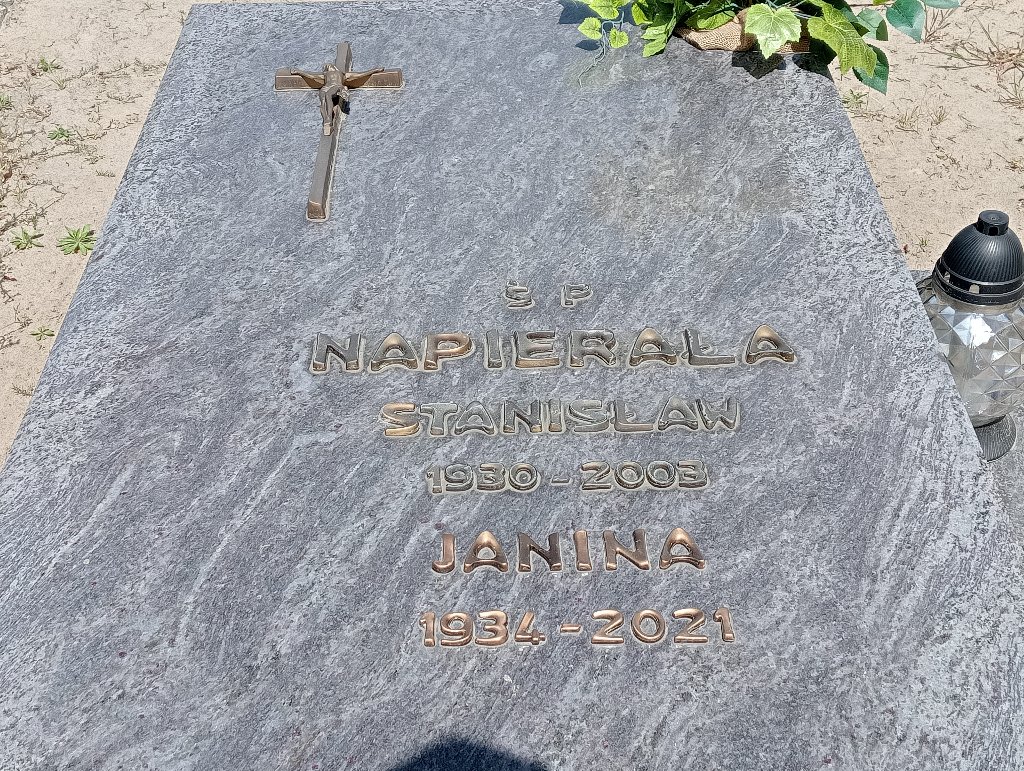 Ś P
NAPIERAŁA
STANISŁAW
1930 - 2003
JANINA
1934 - 2021